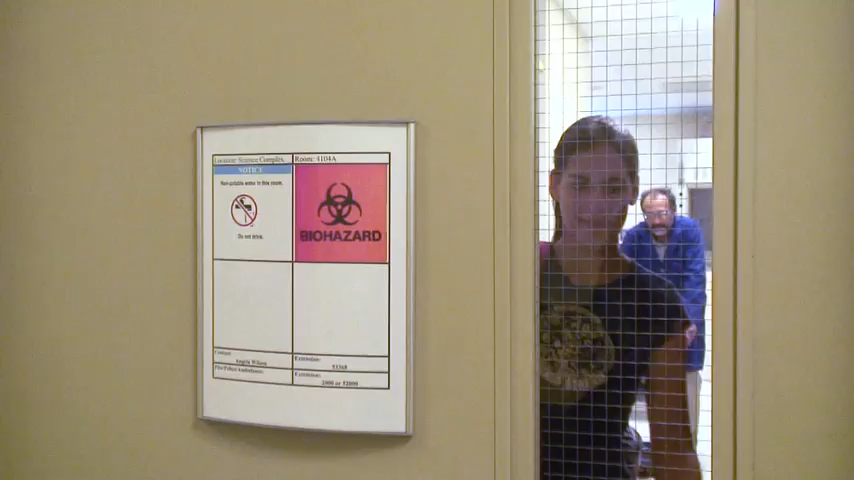 Location: Science Complex, Room: 4104A
NOTICE
Non-potable water in this room.
Do not drink.
BIOHAZARD
Contact: Extension:
Angela Wilson 53368
Fire/Police/Ambulance: Extension:
2000 or 52000